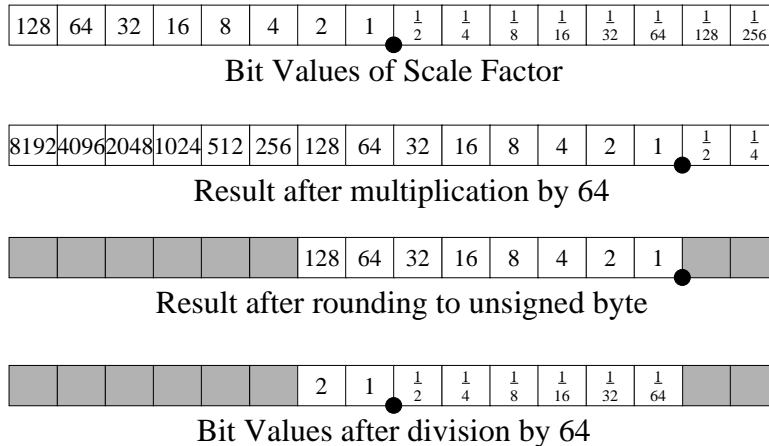 128 64 32 16 8 4 2 1 1/2 1/4 1/8 1/16 1/32 1/64 1/128 1/256
Bit Values of Scale Factor
8192 4096 2048 1024 512 256 128 64 32 16 8 4 2 1 1/2 1/4
Result after multiplication by 64
128 64 32 16 8 4 2 1
Result after rounding to unsigned byte
2 1 1/2 1/4 1/8 1/16 1/32 1/64
Bit Values after division by 64